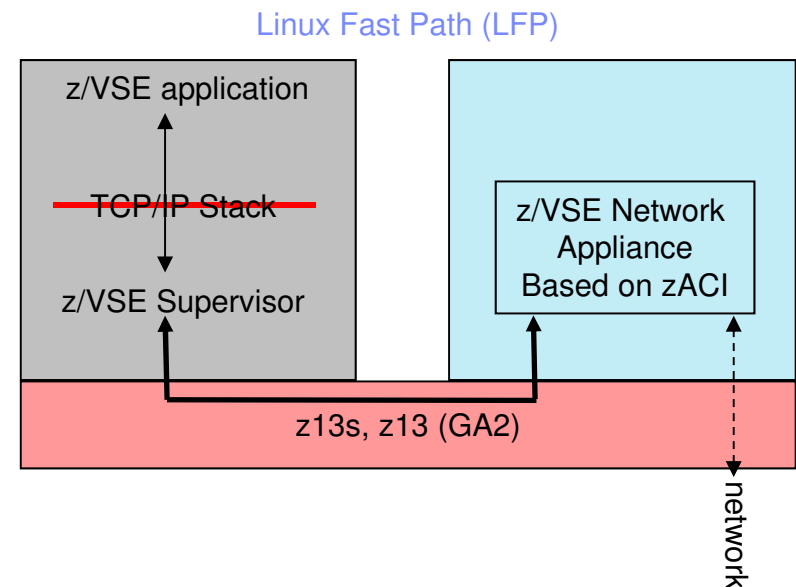 Linux Fast Path (LFP)
z/VSE application
TCP/IP Stack
z/VSE Supervisor
z/VSE Network
Appliance
Based on zACI
z13s, z13 (GA2)
network